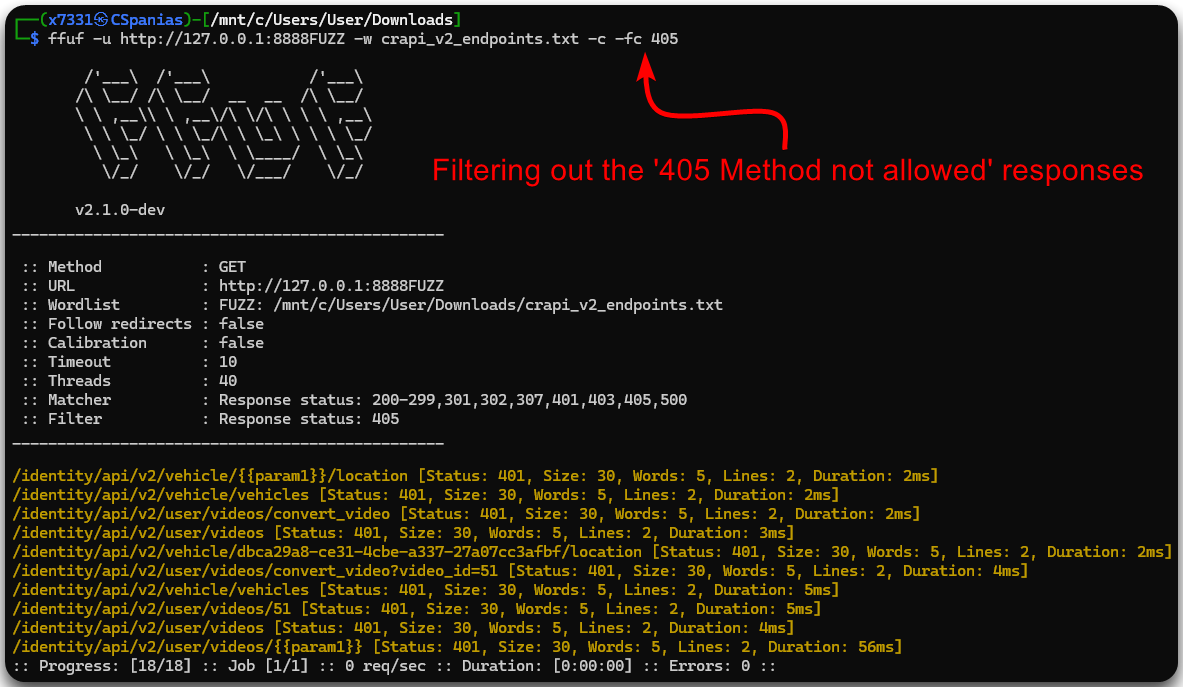 ┌──(x7331㉿CSpanias)-[/mnt/c/Users/User/Downloads]
└─$ ffuf -u http://127.0.0.1:8888FUZZ -w crapi_v2_endpoints.txt -c -fc 405
        /'___\  /'___\           /'___\
       /\ \__/ /\ \__/  __  __  /\ \__/
       \ \ ,__\\ \ ,__\/\ \/\ \ \ \ ,__\
        \ \ \_/ \ \ \_/\ \ \_\ \ \ \ \_/
         \ \_\   \ \_\  \ \____/  \ \_\
          \/_/    \/_/   \/___/    \/_/
Filtering out the '405 Method not allowed' responses
       v2.1.0-dev
________________________________________________
 :: Method           : GET
 :: URL              : http://127.0.0.1:8888FUZZ
 :: Wordlist         : FUZZ: /mnt/c/Users/User/Downloads/crapi_v2_endpoints.txt
 :: Follow redirects : false
 :: Calibration      : false
 :: Timeout          : 10
 :: Threads          : 40
 :: Matcher          : Response status: 200-299,301,302,307,401,403,405,500
 :: Filter           : Response status: 405
________________________________________________
/identity/api/v2/vehicle/{{param1}}/location [Status: 401, Size: 30, Words: 5, Lines: 2, Duration: 2ms]
/identity/api/v2/vehicle/vehicles [Status: 401, Size: 30, Words: 5, Lines: 2, Duration: 2ms]
/identity/api/v2/user/videos/convert_video [Status: 401, Size: 30, Words: 5, Lines: 2, Duration: 2ms]
/identity/api/v2/user/videos [Status: 401, Size: 30, Words: 5, Lines: 2, Duration: 3ms]
/identity/api/v2/vehicle/dbca29a8-ce31-4cbe-a337-27a07cc3afbf/location [Status: 401, Size: 30, Words: 5, Lines: 2, Duration: 2ms]
/identity/api/v2/user/videos/convert_video?video_id=51 [Status: 401, Size: 30, Words: 5, Lines: 2, Duration: 4ms]
/identity/api/v2/vehicle/vehicles [Status: 401, Size: 30, Words: 5, Lines: 2, Duration: 5ms]
/identity/api/v2/user/videos/51 [Status: 401, Size: 30, Words: 5, Lines: 2, Duration: 5ms]
/identity/api/v2/user/videos [Status: 401, Size: 30, Words: 5, Lines: 2, Duration: 4ms]
/identity/api/v2/user/videos/{{param1}} [Status: 401, Size: 30, Words: 5, Lines: 2, Duration: 56ms]
:: Progress: [18/18] :: Job [1/1] :: 0 req/sec :: Duration: [0:00:00] :: Errors: 0 ::